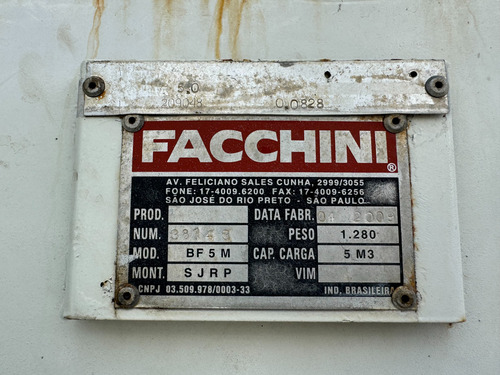 0.0828
FACCHINI®
AV. FELICIANO SALES CUNHA, 2999/3055
FONE: 17-4009.6200 FAX: 17-4009-6256
SÃO JOSÉ DO RIO PRETO - SÃO PAULO
PROD. DATA FABR.
NUM. PESO 1.280
MOD. BF 5 M CAP. CARGA 5 M3
MONT. S J R P VIM
CNPJ 03.509.978/0003-33 IND. BRASILEIRA